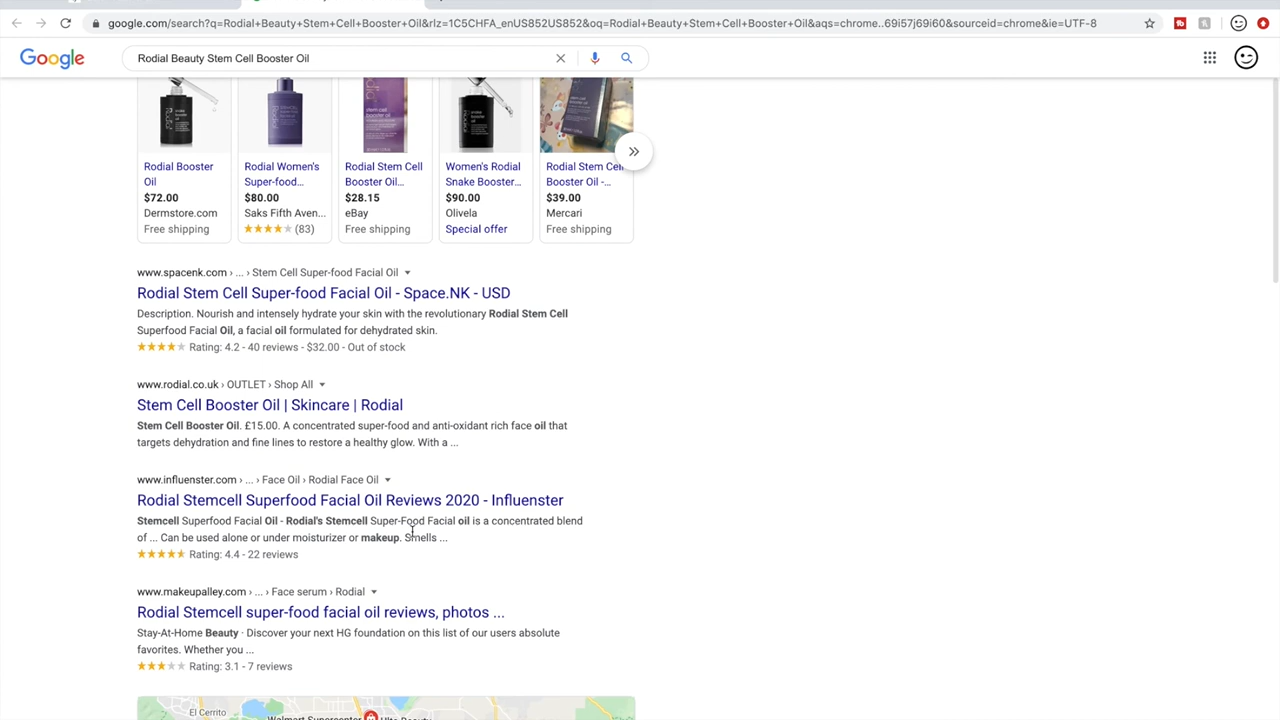 google.com/search?q=Rodial+Beauty+Stem+Cell+Booster+Oil&rlz=1C5CHFA_enUS852US852&oq=Rodial+Beauty+Stem+Cell+Booster+Oil&aqs=chrome..69i57j69i60&sourceid=chrome&ie=UTF-8
Google
Rodial Beauty Stem Cell Booster Oil
Rodial Booster Oil
$72.00
Dermstore.com
Free shipping
Rodial Women's Super-food...
$80.00
Saks Fifth Aven...
(83)
Rodial Stem Cell Booster Oil...
$28.15
eBay
Free shipping
Women's Rodial Snake Booster...
$90.00
Olivela
Special offer
Rodial Stem Cell Booster Oil -...
$39.00
Mercari
Free shipping
www.spacenk.com › ... › Stem Cell Super-food Facial Oil
Rodial Stem Cell Super-food Facial Oil - Space.NK - USD
Description. Nourish and intensely hydrate your skin with the revolutionary Rodial Stem Cell
Superfood Facial Oil, a facial oil formulated for dehydrated skin.
Rating: 4.2 - 40 reviews - $32.00 - Out of stock
www.rodial.co.uk › OUTLET › Shop All
Stem Cell Booster Oil | Skincare | Rodial
Stem Cell Booster Oil. £15.00. A concentrated super-food and anti-oxidant rich face oil that
targets dehydration and fine lines to restore a healthy glow. With a ...
www.influenster.com › ... › Face Oil › Rodial Face Oil
Rodial Stemcell Superfood Facial Oil Reviews 2020 - Influenster
Stemcell Superfood Facial Oil - Rodial's Stemcell Super-Food Facial oil is a concentrated blend
of ... Can be used alone or under moisturizer or makeup. Smells ...
Rating: 4.4 - 22 reviews
www.makeupalley.com › ... › Face serum › Rodial
Rodial Stemcell super-food facial oil reviews, photos ...
Stay-At-Home Beauty · Discover your next HG foundation on this list of our users absolute
favorites. Whether you ...
Rating: 3.1 - 7 reviews
El Cerrito